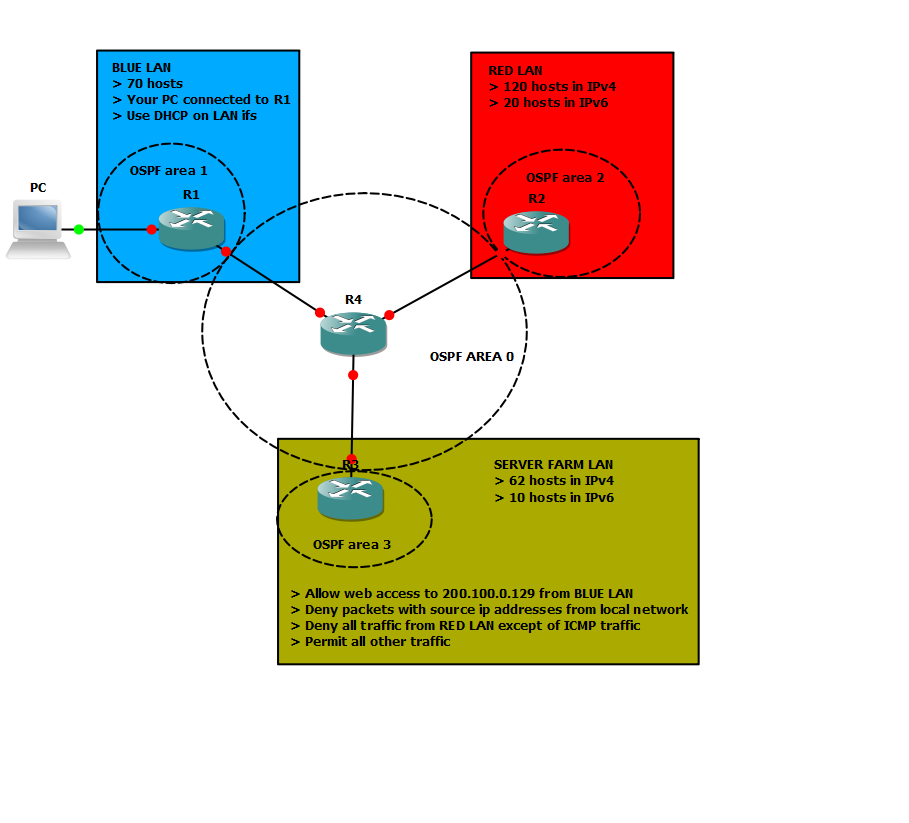 BLUE LAN
> 70 hosts
> Your PC connected to R1
> Use DHCP on LAN ifs
RED LAN
> 120 hosts in IPv4
> 20 hosts in IPv6
OSPF area 1
OSPF area 2
PC
R1
R2
R4
OSPF AREA 0
R3
SERVER FARM LAN
> 62 hosts in IPv4
> 10 hosts in IPv6
OSPF area 3
> Allow web access to 200.100.0.129 from BLUE LAN
> Deny packets with source ip addresses from local network
> Deny all traffic from RED LAN except of ICMP traffic
> Permit all other traffic